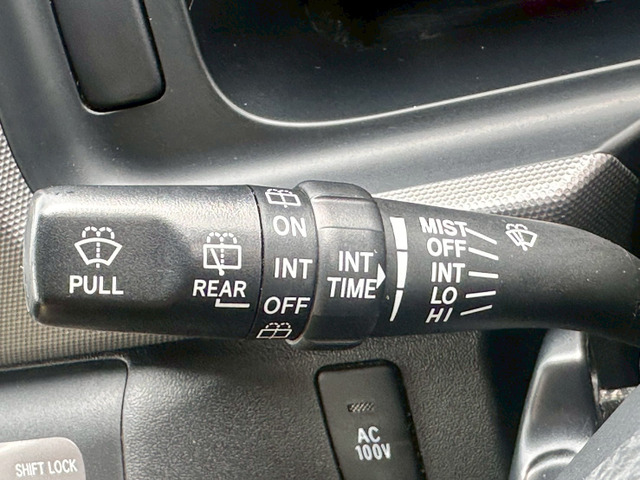 PULL
REAR
ON
INT
OFF
INT
TIME
MIST
OFF
INT
LO
HI
AC
100V
SHIFT LOCK